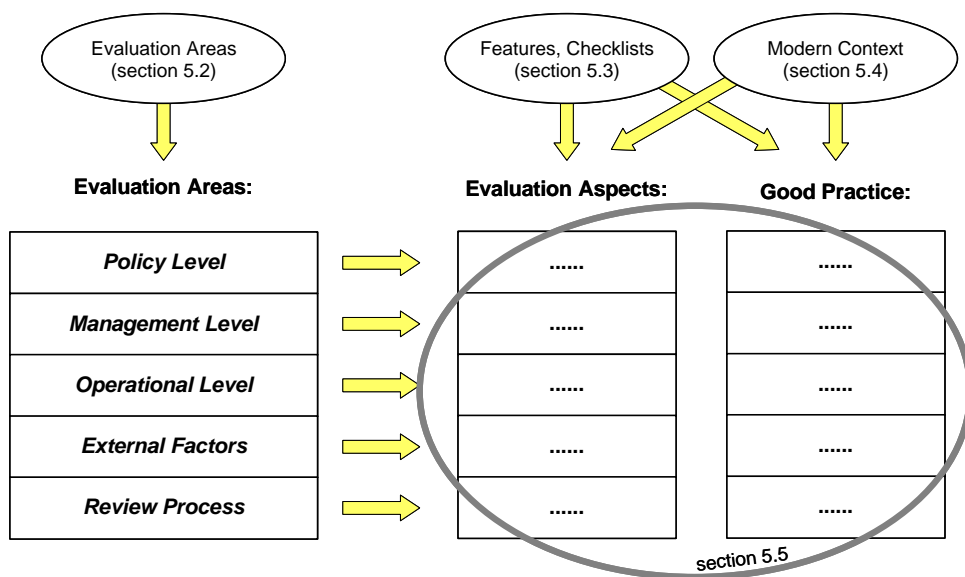 Evaluation Areas
(section 5.2)
Features, Checklists
(section 5.3)
Modern Context
(section 5.4)
Evaluation Areas:
Evaluation Aspects:
Good Practice:
Policy Level
......
......
Management Level
......
......
Operational Level
......
......
External Factors
......
......
Review Process
......
......
section 5.5